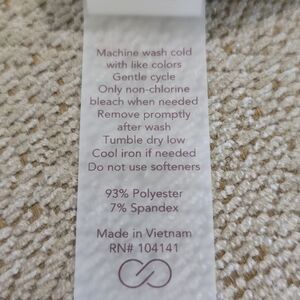 Machine wash cold
with like colors
Gentle cycle
Only non-chlorine
bleach when needed
Remove promptly
after wash
Tumble dry low
Cool iron if needed
Do not use softeners
93% Polyester
7% Spandex
Made in Vietnam
RN# 104141